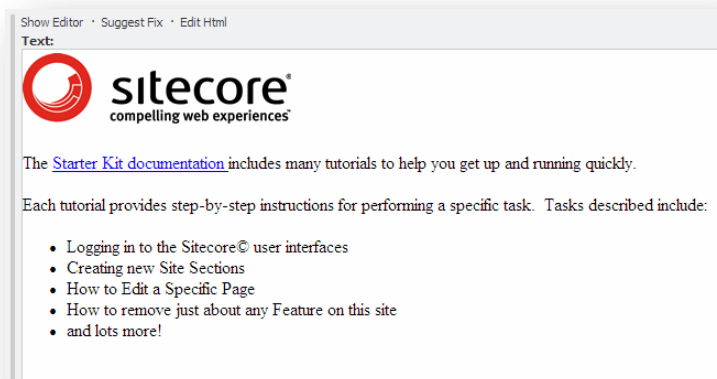 Show Editor · Suggest Fix · Edit Html
Text:
sitecore®
compelling web experiences™
The Starter Kit documentation includes many tutorials to help you get up and running quickly.
Each tutorial provides step-by-step instructions for performing a specific task.  Tasks described include:
• Logging in to the Sitecore© user interfaces
• Creating new Site Sections
• How to Edit a Specific Page
• How to remove just about any Feature on this site
• and lots more!